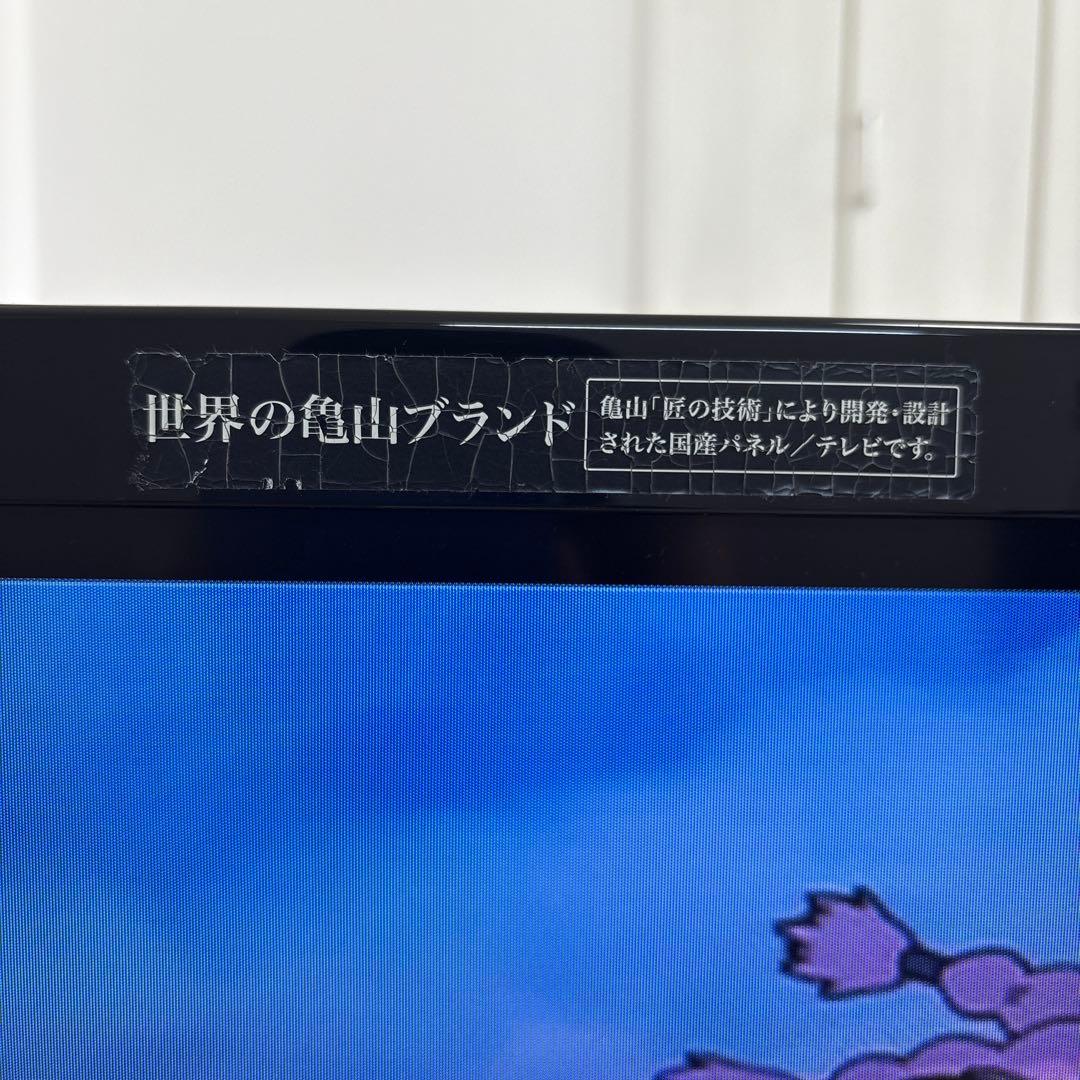 世界の亀山ブランド
亀山「匠の技術」により開発・設計
された国産パネル／テレビです。